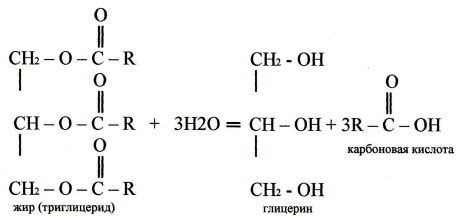 O
CH2 – O – C – R CH2 - OH
O O
CH – O – C – R + 3H2O = CH – OH + 3R – C – OH
O карбоновая кислота
CH2 – O – C – R CH2 - OH
жир (триглицерид) глицерин